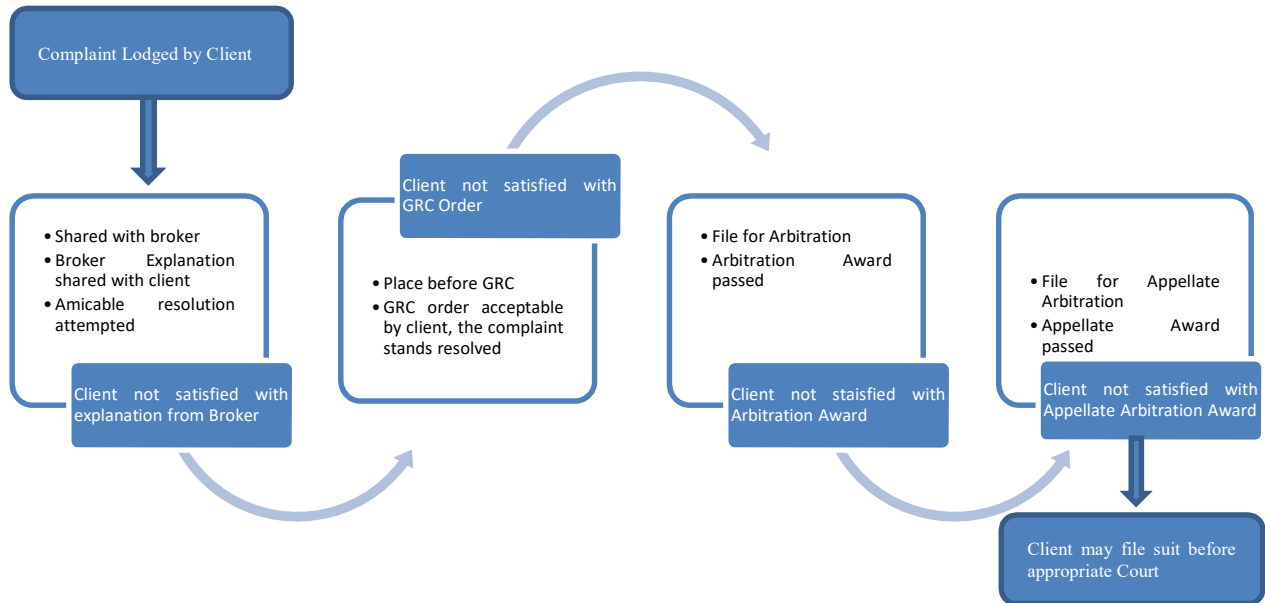 Complaint Lodged by Client
• Shared with broker
• Broker Explanation
shared with client
• Amicable resolution
attempted
Client not satisfied with
explanation from Broker
Client not satisfied with
GRC Order
• Place before GRC
• GRC order acceptable
by client, the complaint
stands resolved
• File for Arbitration
• Arbitration Award
passed
Client not staisfied with
Arbitration Award
• File for Appellate
Arbitration
• Appellate Award
passed
Client not satisfied with
Appellate Arbitration Award
Client may file suit before
appropriate Court